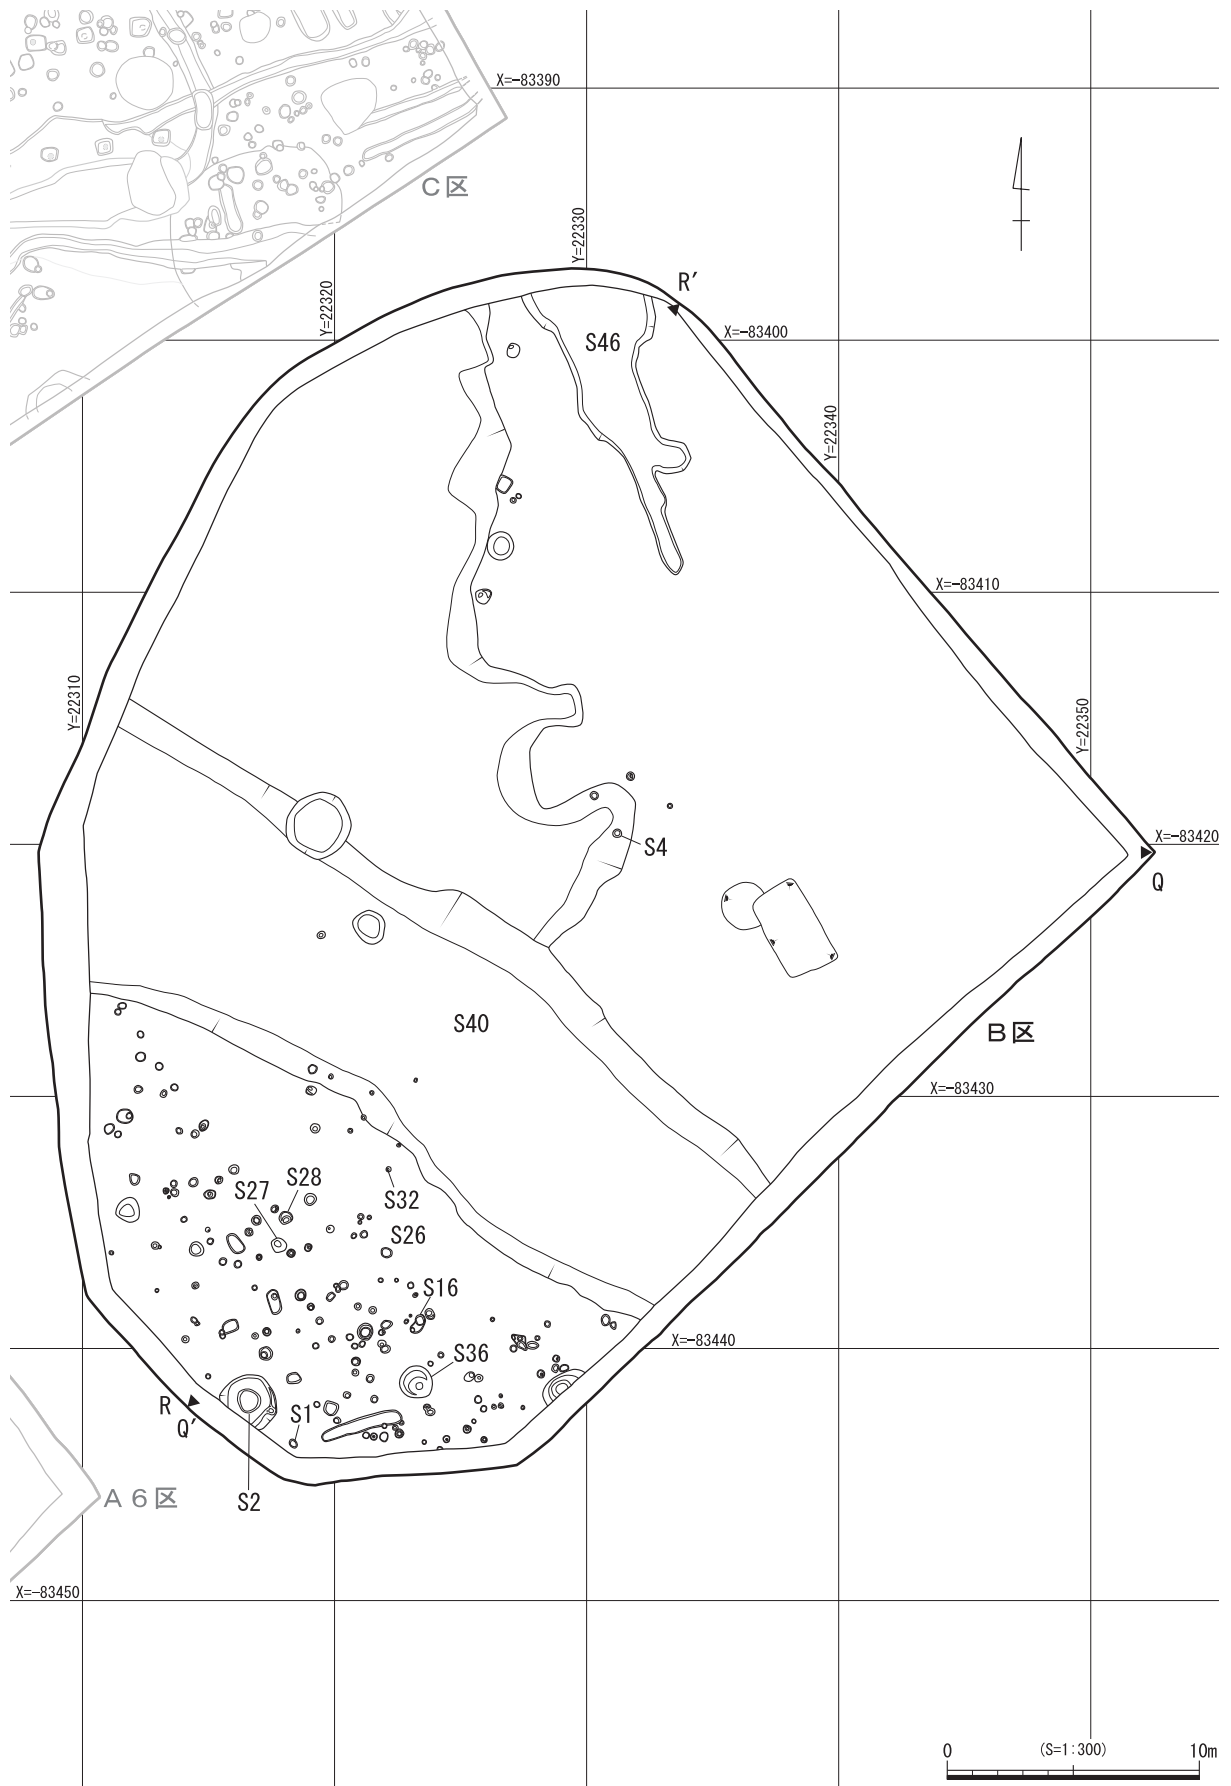 X=-83390
C区
Y=22330
Y=22320
R′
X=-83400
S46
Y=22340
X=-83410
Y=22310
Y=22350
X=-83420
S4
Q
S40
B区
X=-83430
S28
S27
S32
S26
S16
X=-83440
S36
R
Q′
S1
A6区
S2
X=-83450
0
(S=1:300)
10m